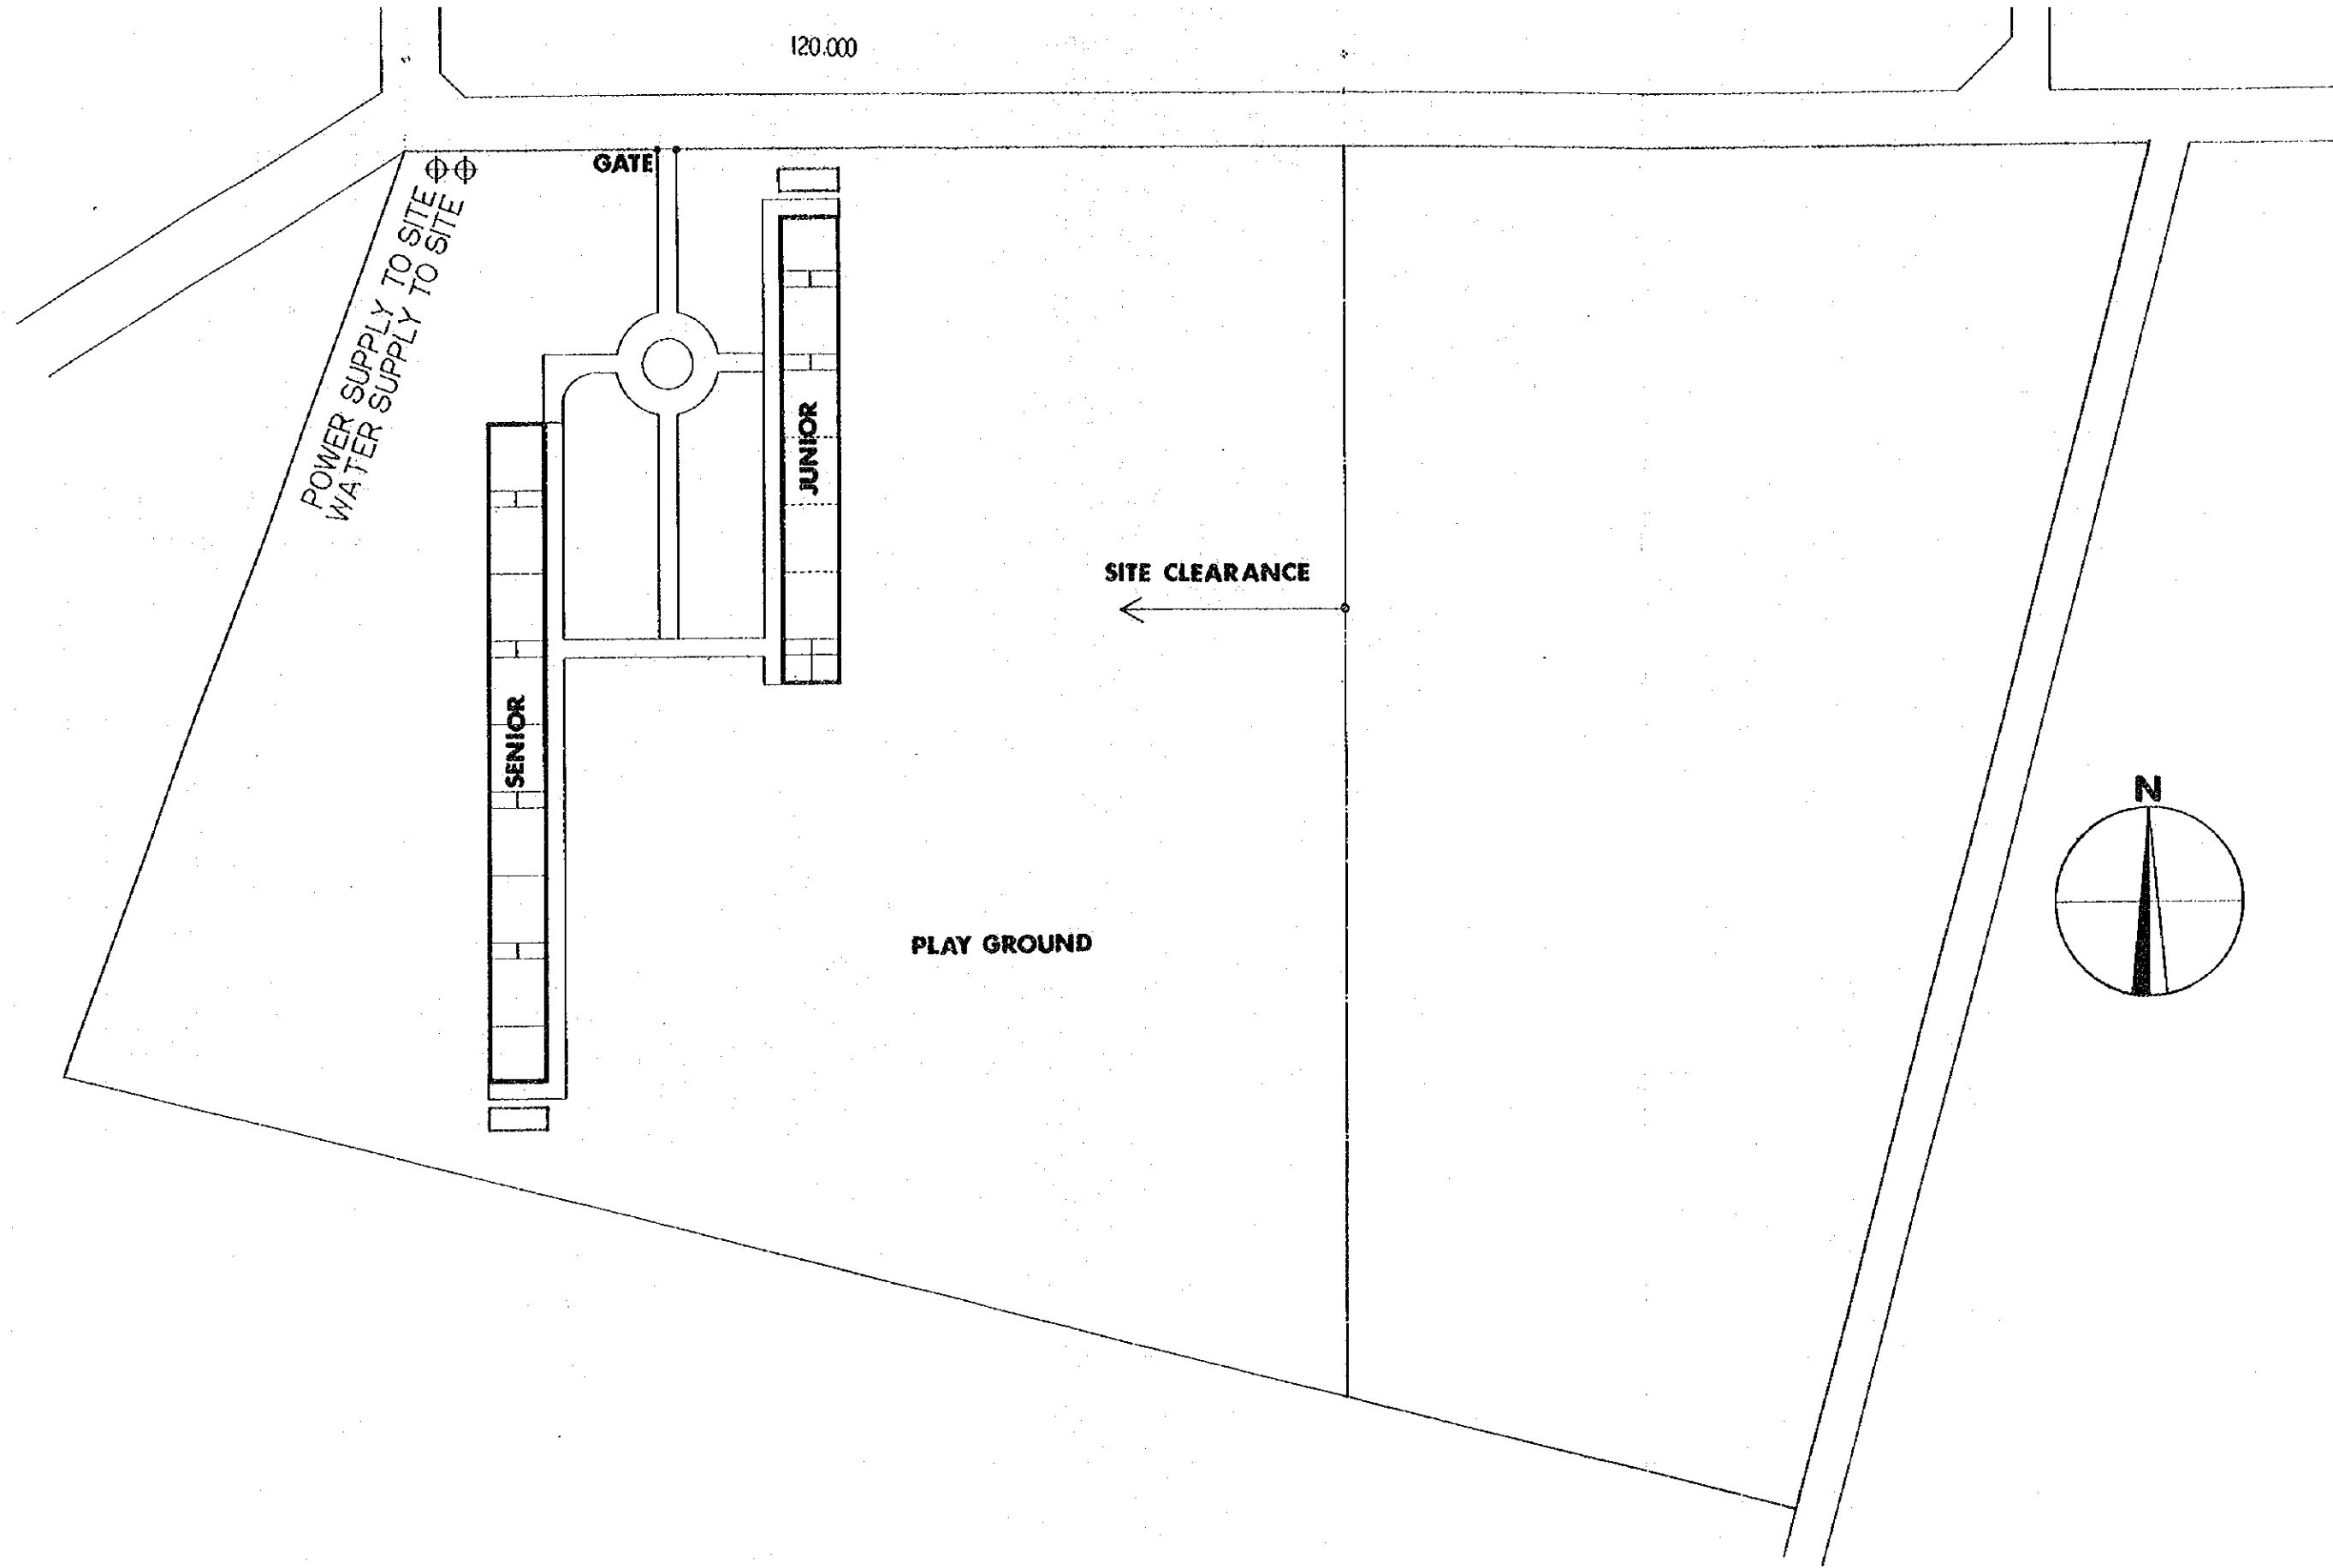 120.000
GATE
POWER SUPPLY TO SITE
WATER SUPPLY TO SITE
JUNIOR
SITE CLEARANCE
SENIOR
N
PLAY GROUND